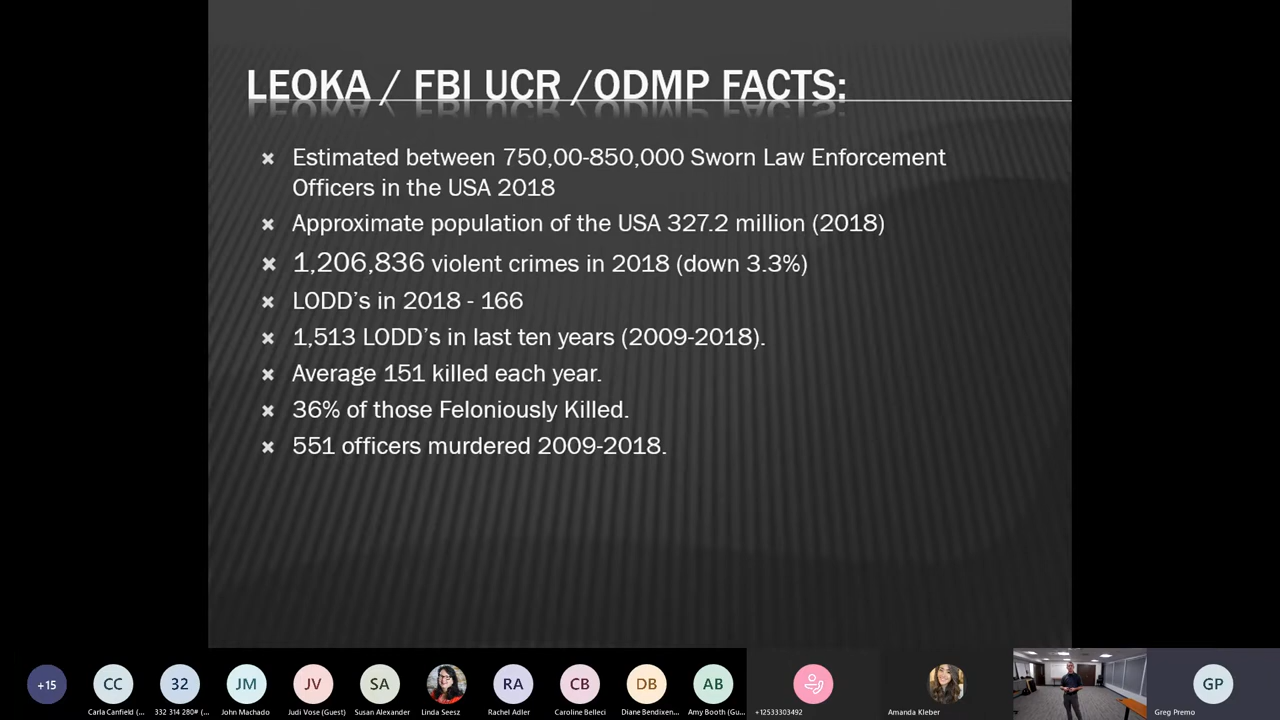 LEOKA / FBI UCR /ODMP FACTS:
Estimated between 750,00-850,000 Sworn Law Enforcement
Officers in the USA 2018
Approximate population of the USA 327.2 million (2018)
1,206,836 violent crimes in 2018 (down 3.3%)
LODD's in 2018 - 166
1,513 LODD's in last ten years (2009-2018).
Average 151 killed each year.
36% of those Feloniously Killed.
551 officers murdered 2009-2018.
+15
CC
32
JM
JV
SA
RA
CB
DB
AB
GP
Carla Canfield (...
332 314 280# (...
John Machado
Judi Vose (Guest)
Susan Alexander
Linda Seesz
Rachel Adler
Caroline Belleci
Diane Bendixen...
Amy Booth (Gu...
+12533303492
Amanda Kleber
Greg Premo